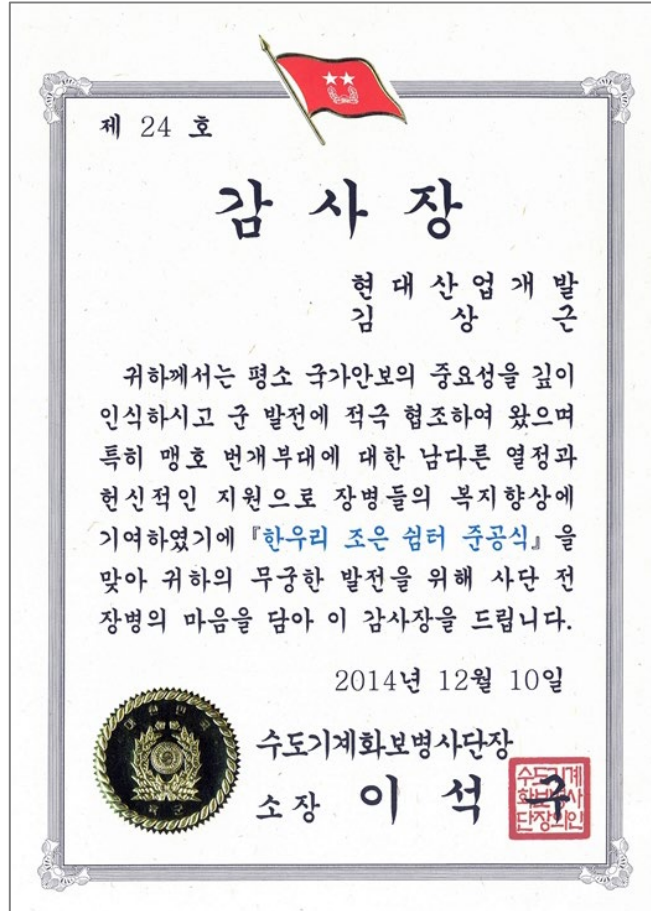 제 24 호
감 사 장
현 대 산 업 개 발
김 상 근
귀하께서는 평소 국가안보의 중요성을 깊이
인식하시고 군 발전에 적극 협조하여 왔으며
특히 맹호 번개부대에 대한 남다른 열정과
헌신적인 지원으로 장병들의 복지향상에
기여하였기에 『한우리 조은 쉼터 준공식』을
맞아 귀하의 무궁한 발전을 위해 사단 전
장병의 마음을 담아 이 감사장을 드립니다.
2014년 12월 10일
대한민국
육군
수도기계화보병사단장
소장 이 석 구
수도기계
화보병사
단장의인